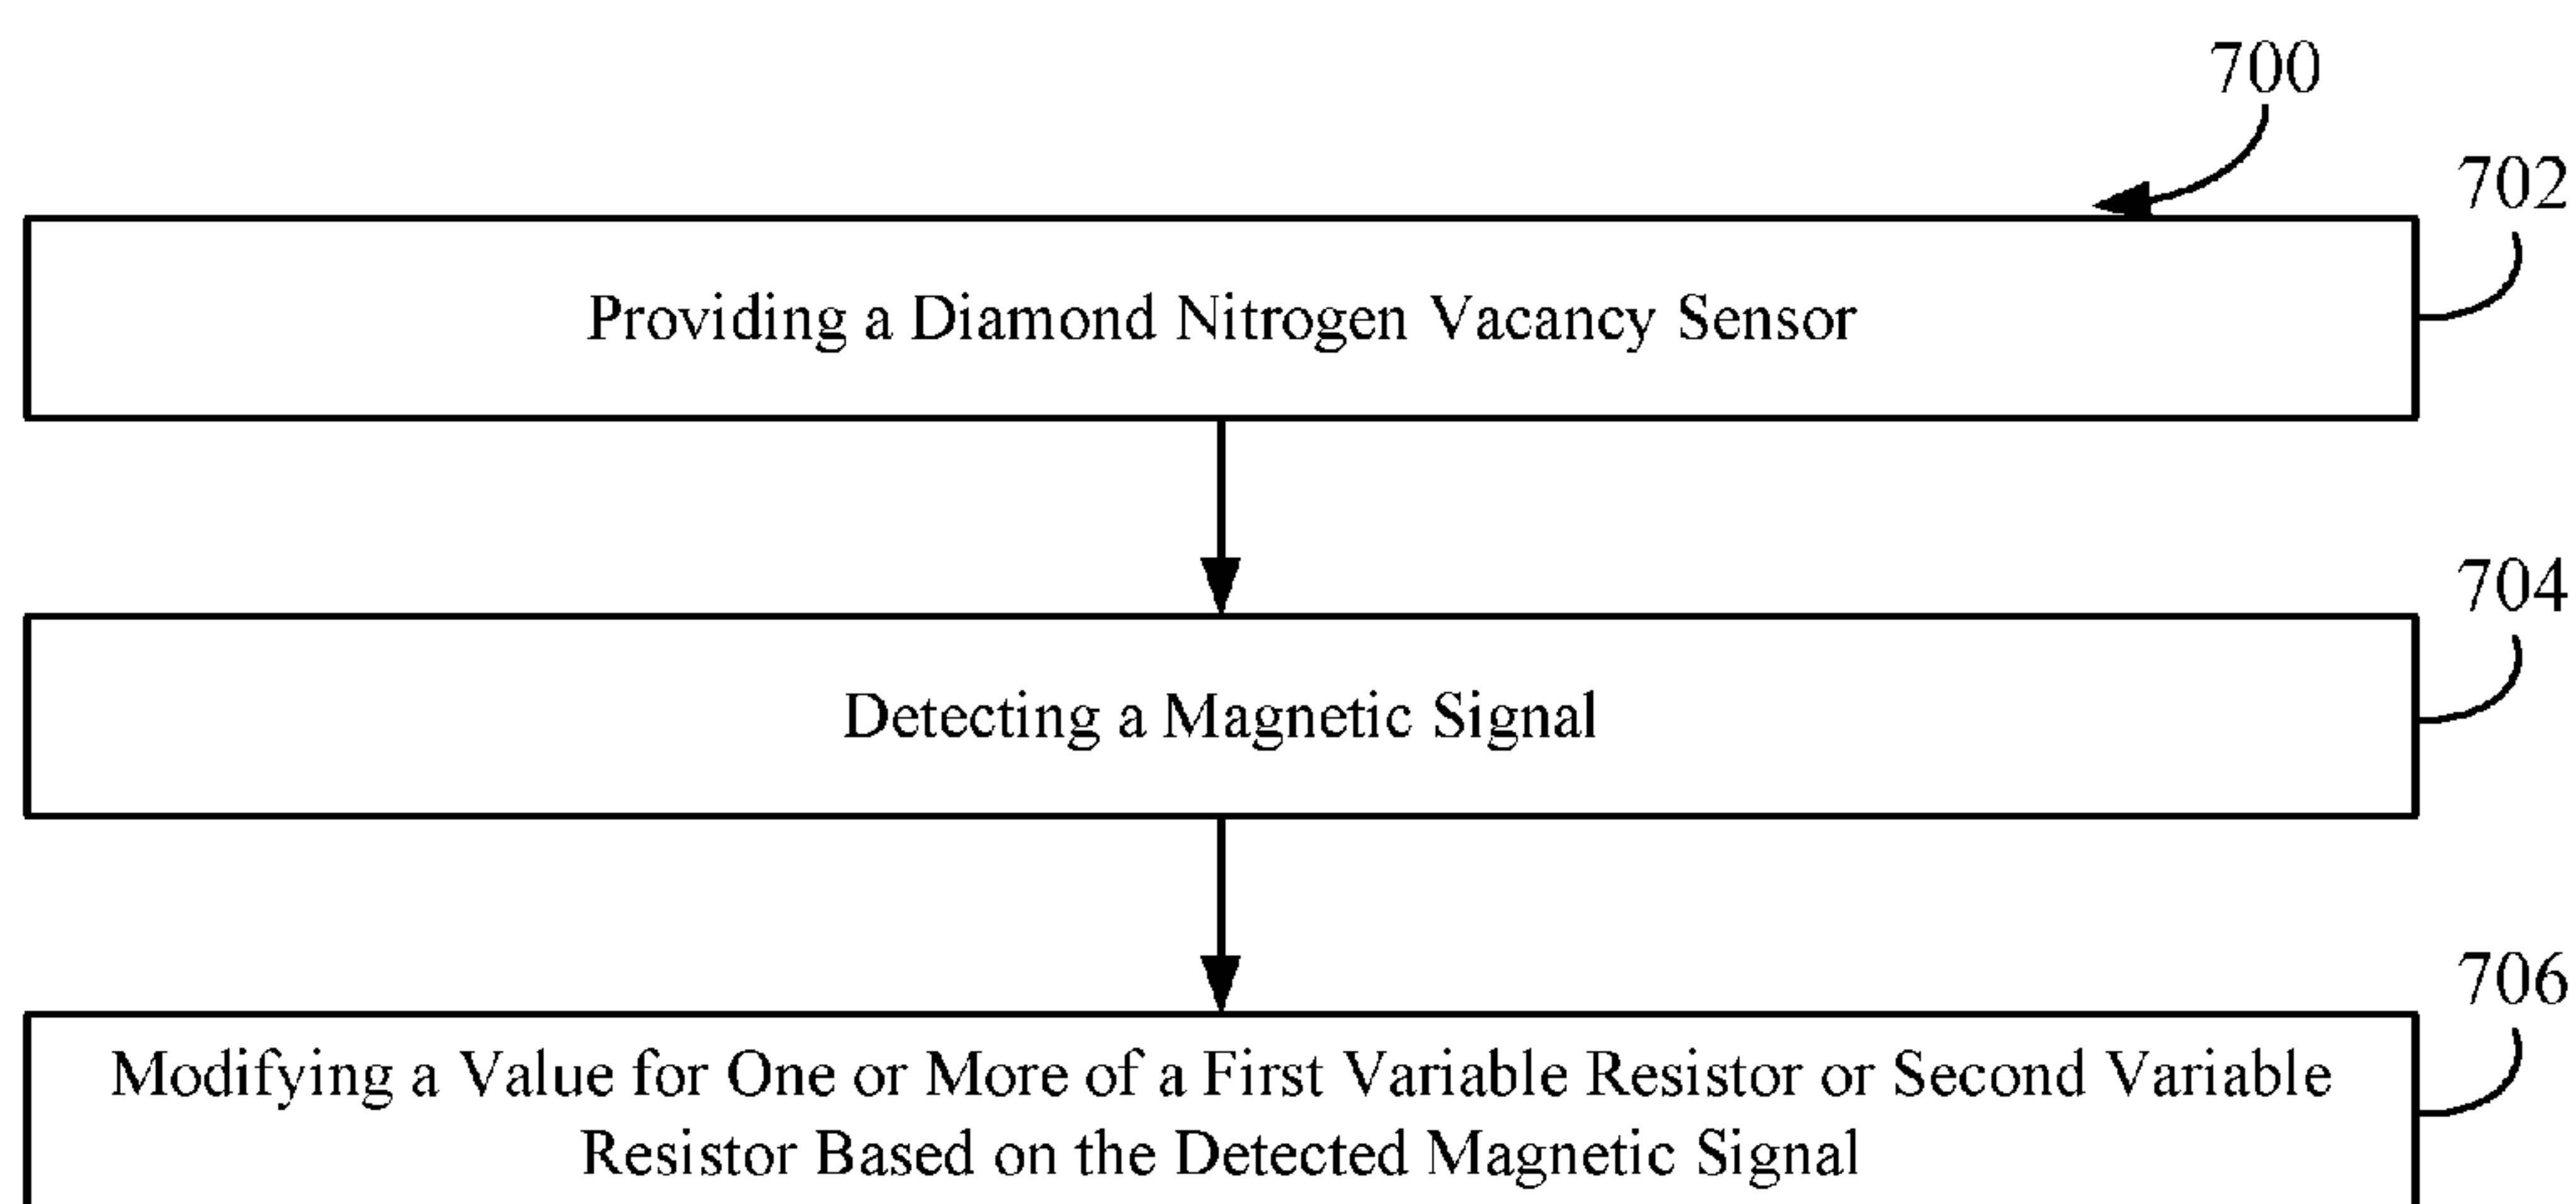 700
702
Providing a Diamond Nitrogen Vacancy Sensor
704
Detecting a Magnetic Signal
706
Modifying a Value for One or More of a First Variable Resistor or Second Variable
Resistor Based on the Detected Magnetic Signal